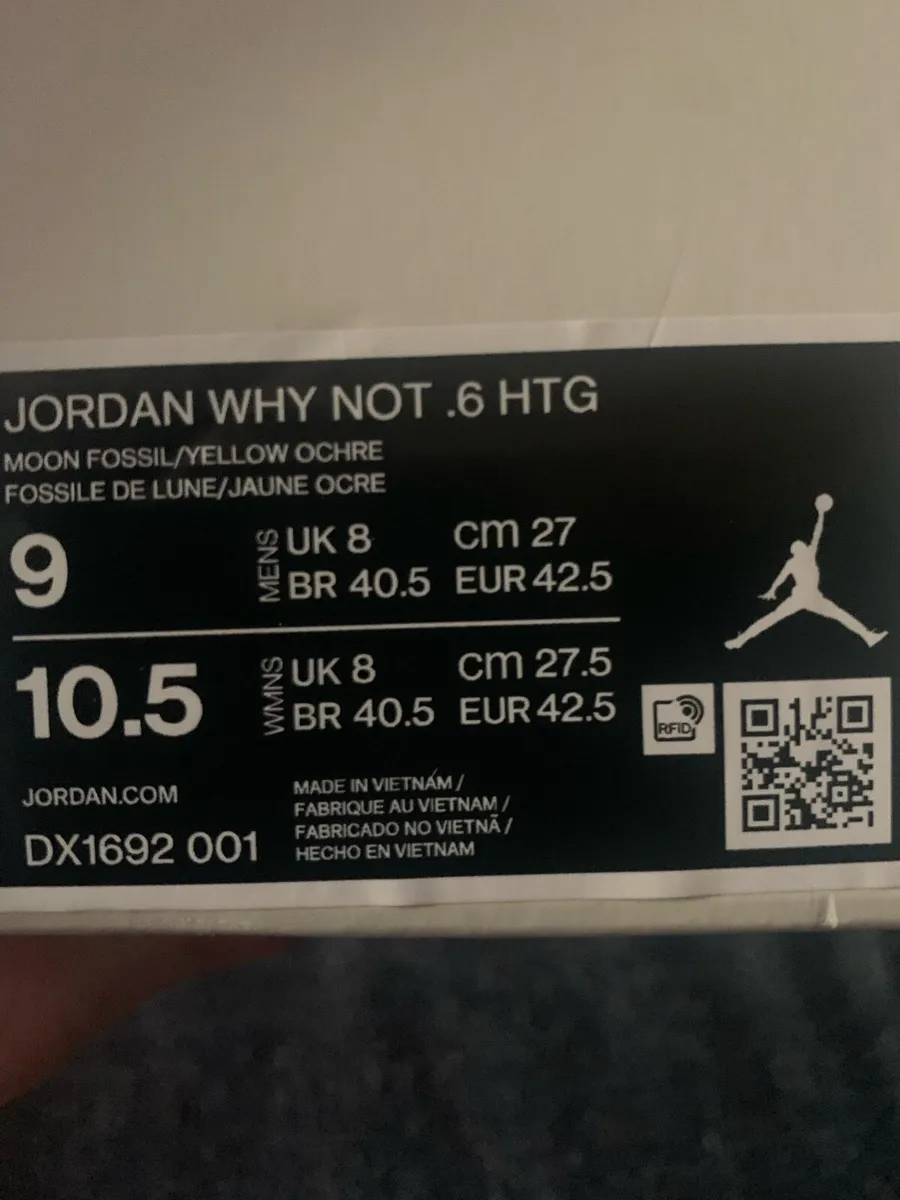 JORDAN WHY NOT .6 HTG
MOON FOSSIL/YELLOW OCHRE
FOSSILE DE LUNE/JAUNE OCRE
9
MENS
UK 8 cm 27
BR 40.5 EUR 42.5
10.5
WMNS
UK 8 cm 27.5
BR 40.5 EUR 42.5
RFID
JORDAN.COM
DX1692 001
MADE IN VIETNAM /
FABRIQUE AU VIETNAM /
FABRICADO NO VIETNÃ /
HECHO EN VIETNAM